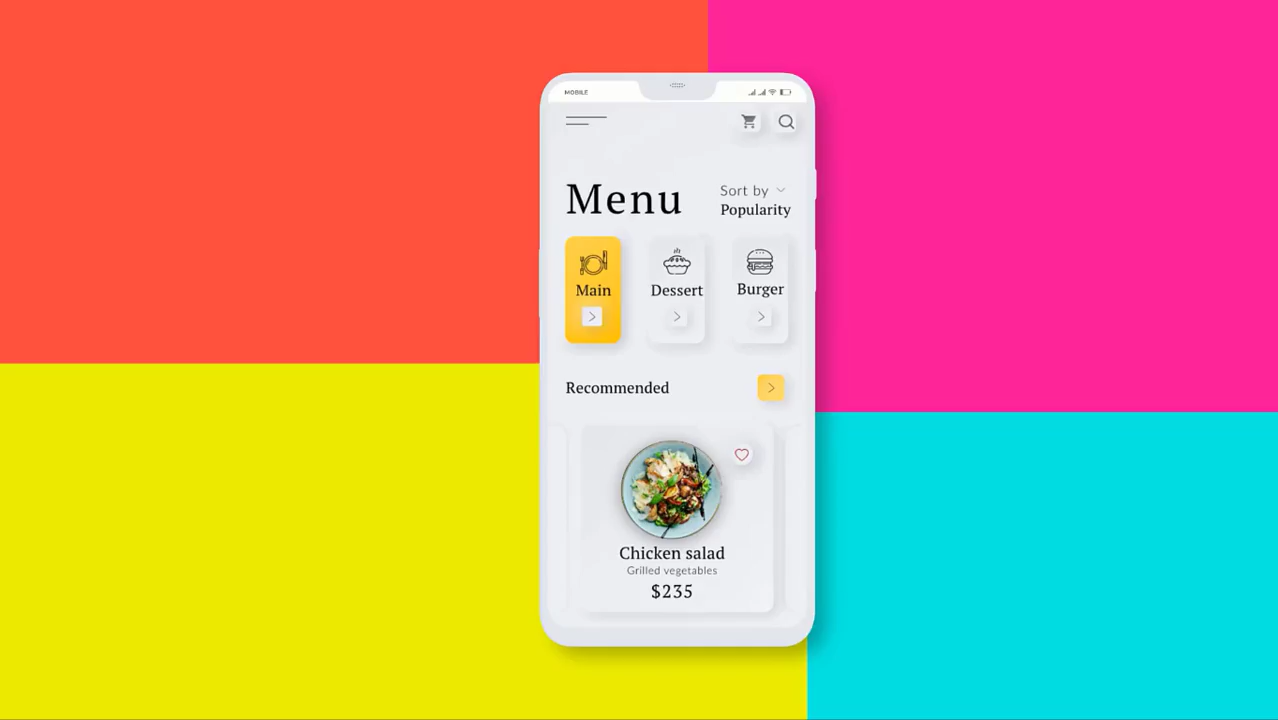 MOBILE
Menu
Sort by
Popularity
Main
Dessert
Burger
Recommended
Chicken salad
Grilled vegetables
$235